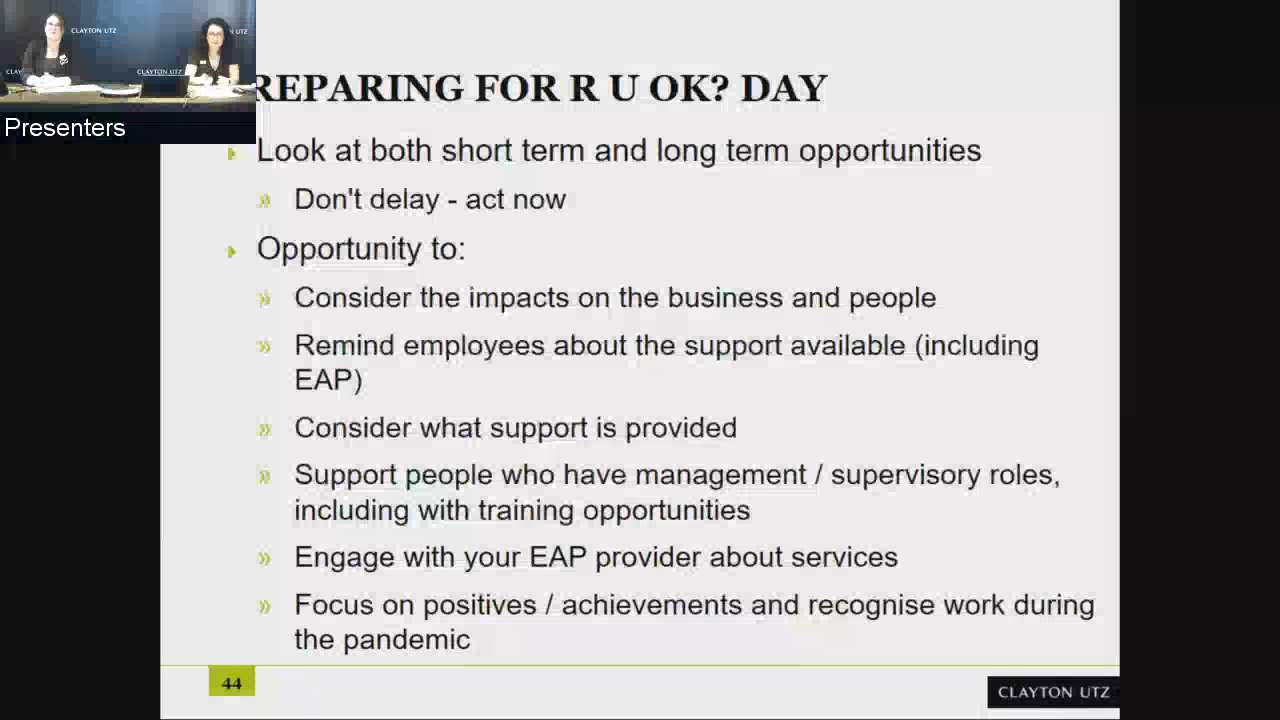 CLAYTON UTZ
UTZ
CLAY
CLAYTON UTZ
Presenters
REPARING FOR R U OK? DAY
Look at both short term and long term opportunities
» Don't delay - act now
Opportunity to:
» Consider the impacts on the business and people
» Remind employees about the support available (including
EAP)
» Consider what support is provided
» Support people who have management / supervisory roles,
including with training opportunities
» Engage with your EAP provider about services
» Focus on positives / achievements and recognise work during
the pandemic
44
CLAYTON UTZ